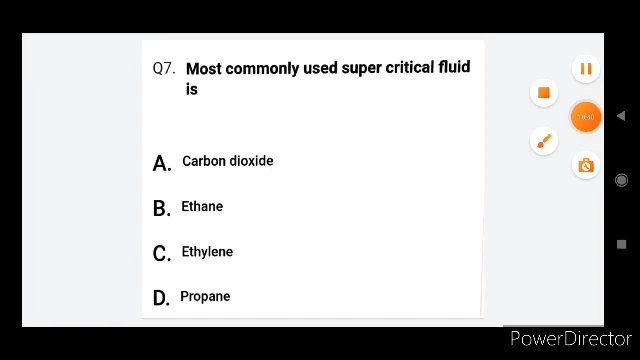 Q7. Most commonly used super critical fluid
is
A. Carbon dioxide
B. Ethane
C. Ethylene
D. Propane
PowerDirector